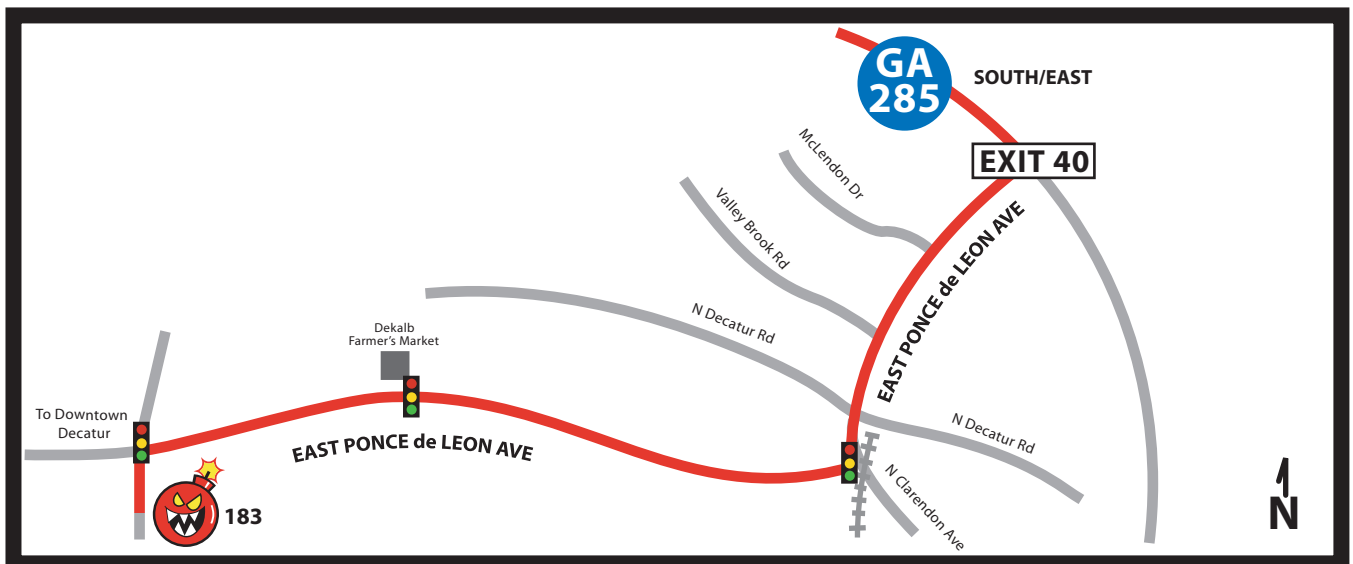 GA
285
SOUTH/EAST
EXIT 40
McLendon Dr
Valley Brook Rd
EAST PONCE de LEON AVE
N Decatur Rd
Dekalb
Farmer's Market
To Downtown
Decatur
EAST PONCE de LEON AVE
N Decatur Rd
N Clarendon Ave
183
N